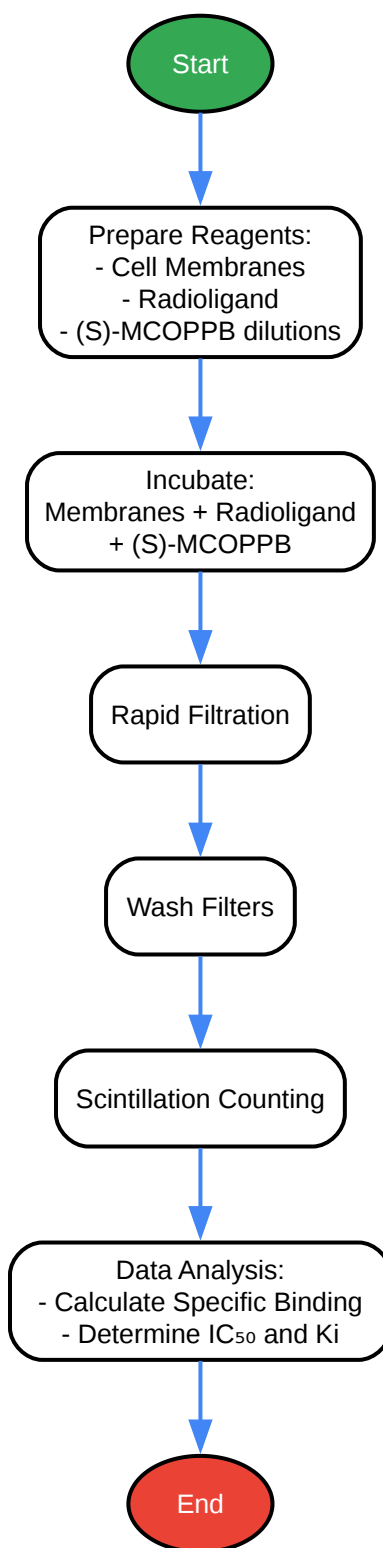 Start
Prepare Reagents:
- Cell Membranes
- Radioligand
- (S)-MCOPPB dilutions
Incubate:
Membranes + Radioligand
+ (S)-MCOPPB
Rapid Filtration
Wash Filters
Scintillation Counting
Data Analysis:
- Calculate Specific Binding
- Determine IC₅₀ and Ki
End